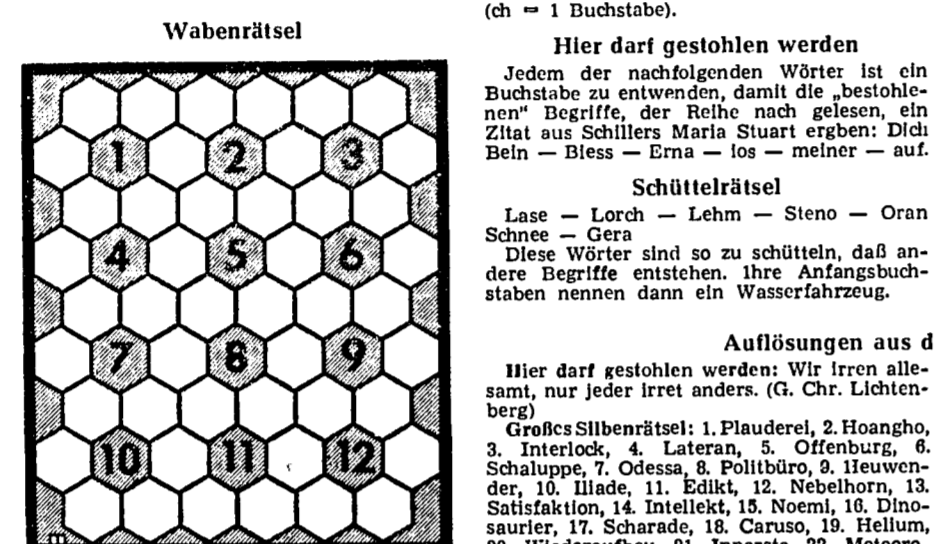 Wabenrätsel
1 2 3
4 5 6
7 8 9
10 11 12
(ch = 1 Buchstabe).
Hier darf gestohlen werden
Jedem der nachfolgenden Wörter ist ein
Buchstabe zu entwenden, damit die „bestohle-
nen" Begriffe, der Reihe nach gelesen, ein
Zitat aus Schillers Maria Stuart ergben: Dich
Bein — Biess — Erna — los — meiner — auf.
Schüttelrätsel
Lase — Lorch — Lehm — Steno — Oran
Schnee — Gera
Diese Wörter sind so zu schütteln, daß an-
dere Begriffe entstehen. Ihre Anfangsbuch-
staben nennen dann ein Wasserfahrzeug.
Auflösungen aus d
Hier darf gestohlen werden: Wir irren alle-
samt, nur jeder irret anders. (G. Chr. Lichten-
berg)
Großes Silbenrätsel: 1. Plauderei, 2. Hoangho,
3. Interlock, 4. Lateran, 5. Offenburg, 6.
Schaluppe, 7. Odessa, 8. Politbüro, 9. Heuwen-
der, 10. Iliade, 11. Edikt, 12. Nebelhorn, 13.
Satisfaktion, 14. Intellekt, 15. Noemi, 16. Dino-
saurier, 17. Scharade, 18. Caruso, 19. Helium,